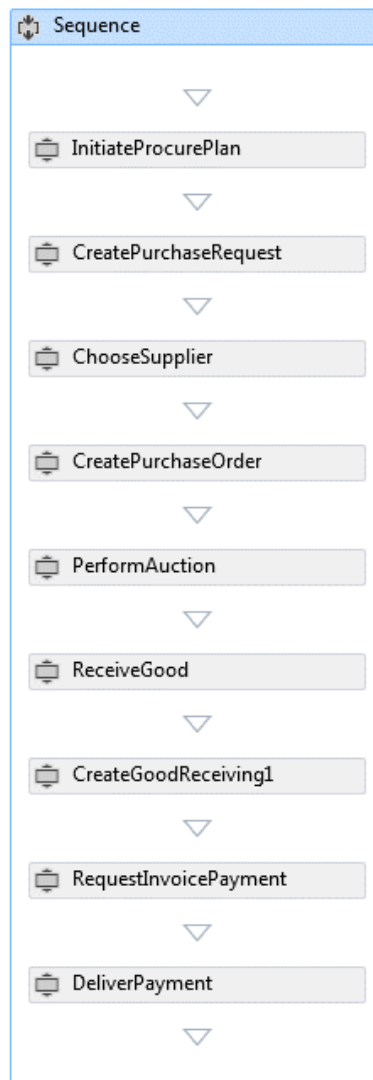 Sequence
InitiateProcurePlan
CreatePurchaseRequest
ChooseSupplier
CreatePurchaseOrder
PerformAuction
ReceiveGood
CreateGoodReceiving1
RequestInvoicePayment
DeliverPayment